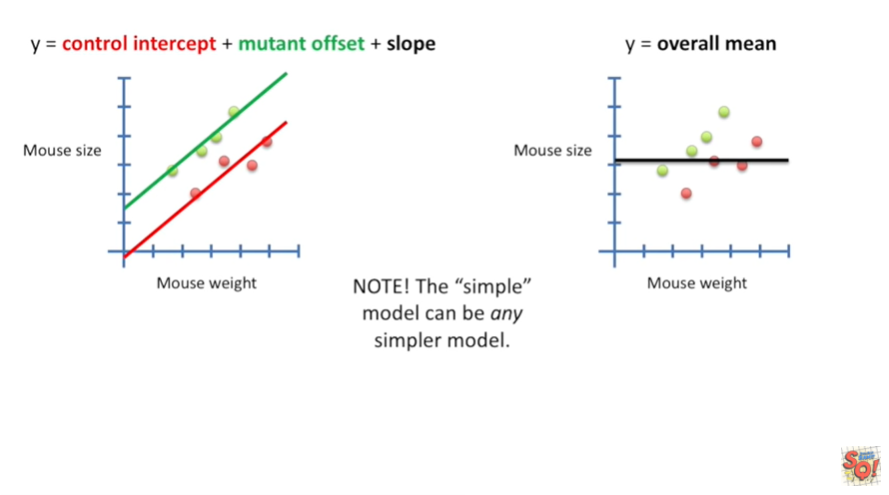 y = control intercept + mutant offset + slope
y = overall mean
Mouse size
Mouse size
Mouse weight
Mouse weight
NOTE! The “simple”
model can be any
simpler model.
SQ!